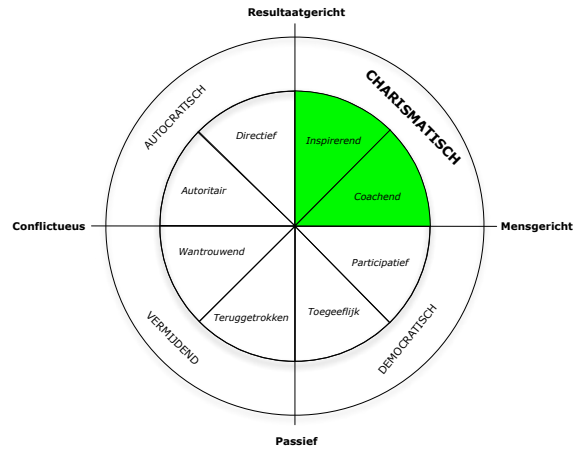 Resultaatgericht
AUTOCRATISCH
CHARISMATISCH
Directief
Inspirerend
Autoritair
Coachend
Conflictueus
Mensgericht
Wantrouwend
Participatief
Teruggetrokken
Toegeeflijk
VERMIJDEND
DEMOCRATISCH
Passief